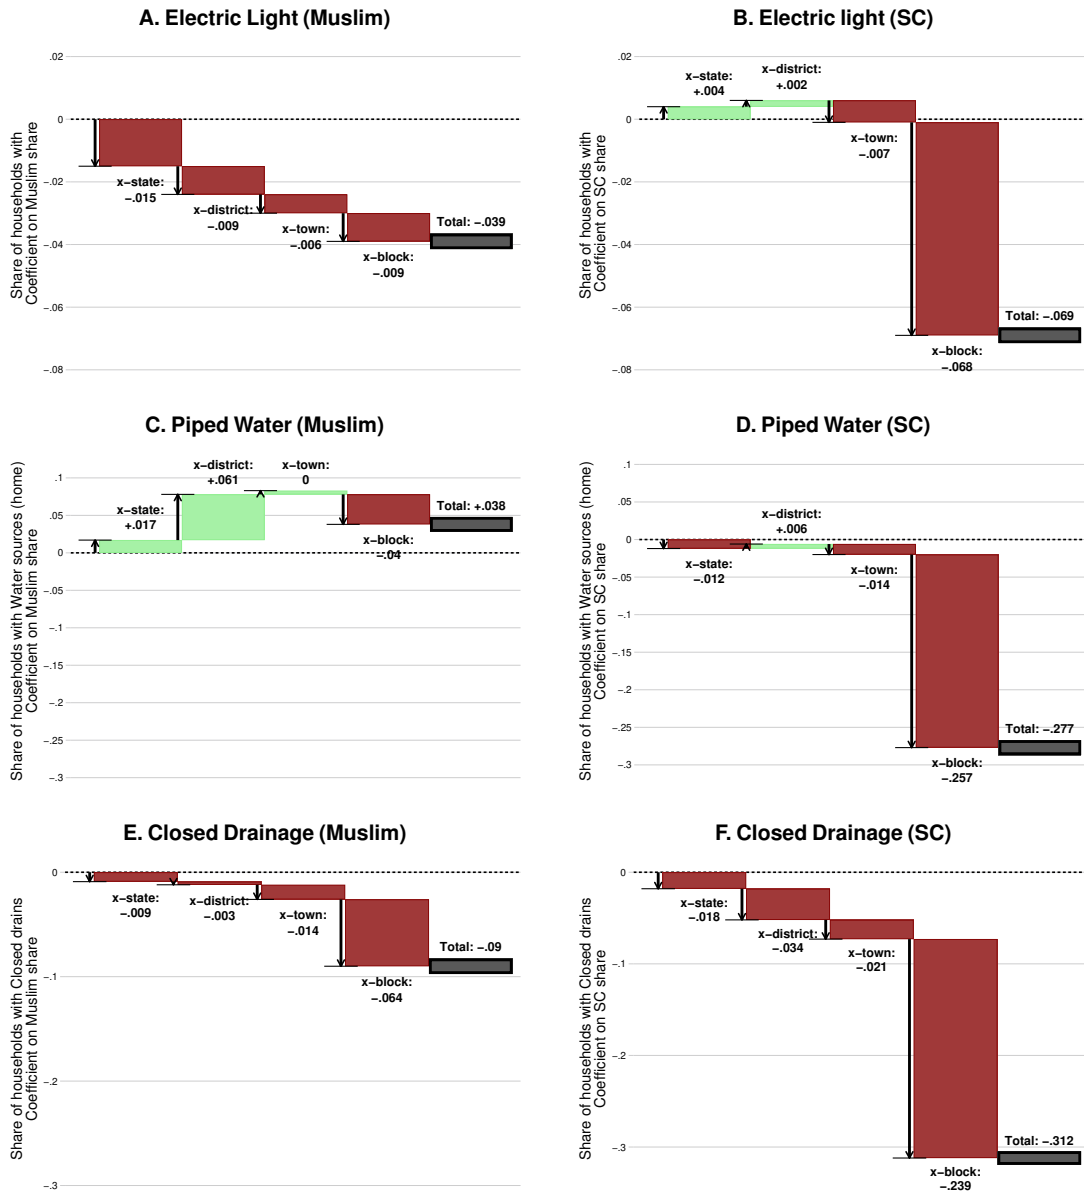 A. Electric Light (Muslim)
Share of households with
Coefficient on Muslim share
.02
0
−.02
−.04
−.06
−.08
x−state:
−.015
x−district:
−.009
x−town:
−.006
x−block:
−.009
Total: −.039
B. Electric light (SC)
Share of households with
Coefficient on SC share
.02
0
−.02
−.04
−.06
−.08
x−state:
+.004
x−district:
+.002
x−town:
−.007
x−block:
−.068
Total: −.069
C. Piped Water (Muslim)
Share of households with Water sources (home)
Coefficient on Muslim share
.1
.05
0
−.05
−.1
−.15
−.2
−.25
−.3
x−state:
+.017
x−district:
+.061
x−town:
0
x−block:
−.04
Total: +.038
D. Piped Water (SC)
Share of households with Water sources (home)
Coefficient on SC share
.1
.05
0
−.05
−.1
−.15
−.2
−.25
−.3
x−state:
−.012
x−district:
+.006
x−town:
−.014
x−block:
−.257
Total: −.277
E. Closed Drainage (Muslim)
Share of households with Closed drains
Coefficient on Muslim share
0
−.1
−.2
−.3
x−state:
−.009
x−district:
−.003
x−town:
−.014
x−block:
−.064
Total: −.09
F. Closed Drainage (SC)
Share of households with Closed drains
Coefficient on SC share
0
−.1
−.2
−.3
x−state:
−.018
x−district:
−.034
x−town:
−.021
x−block:
−.239
Total: −.312